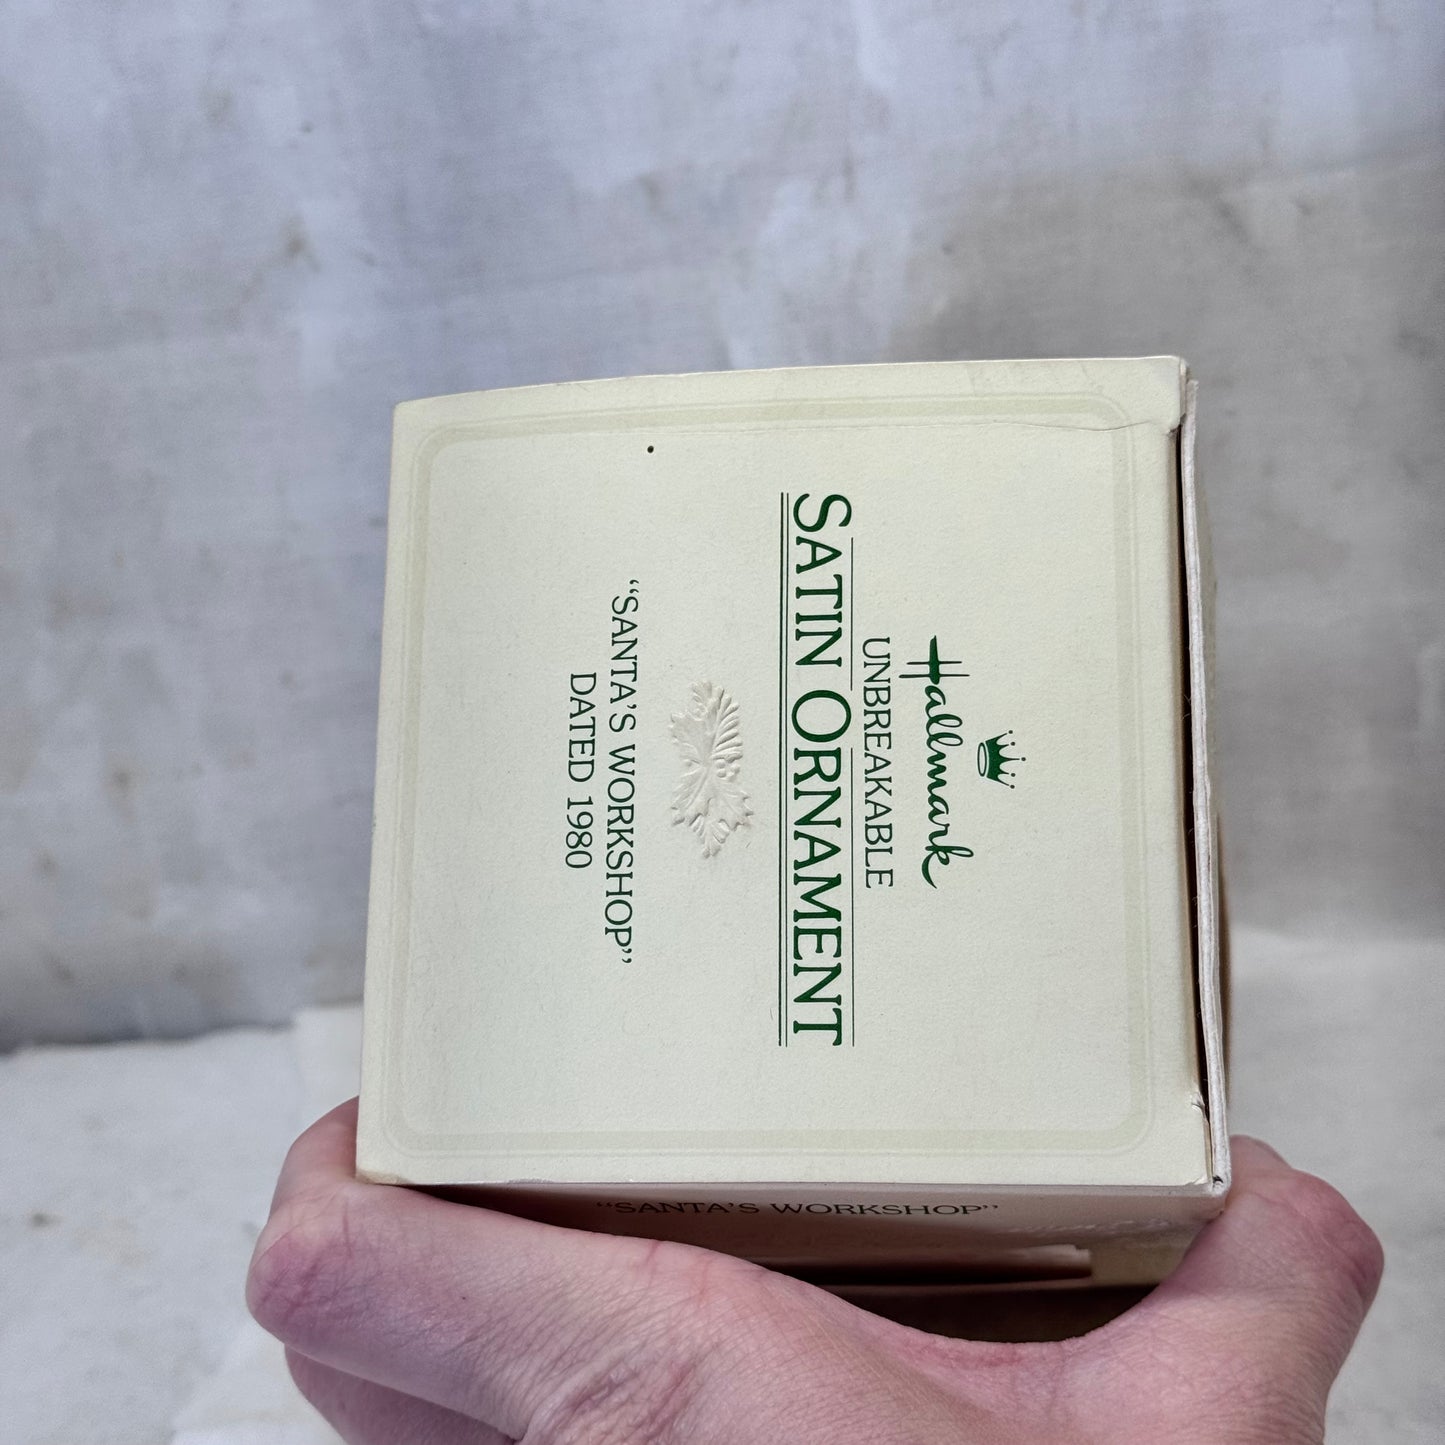 Hallmark
UNBREAKABLE
SATIN ORNAMENT
“SANTA’S WORKSHOP”
DATED 1980
“SANTA’S WORKSHOP”